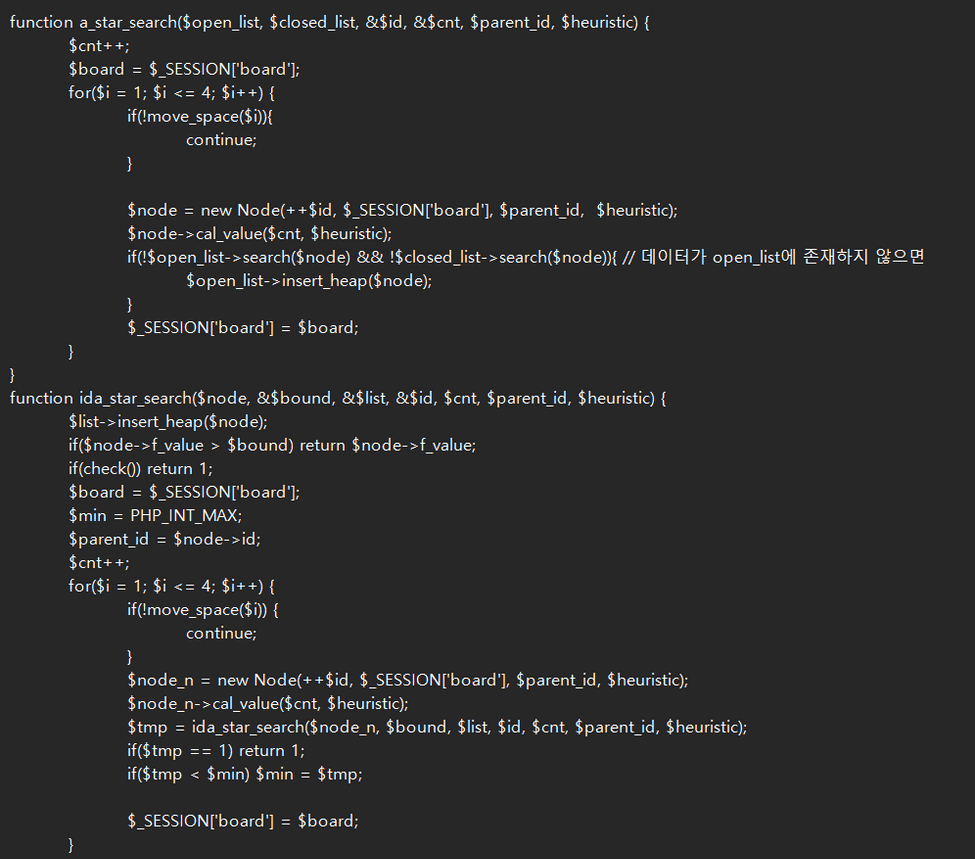 function a_star_search($open_list, $closed_list, &$id, &$cnt, $parent_id, $heuristic) {
$cnt++;
$board = $_SESSION['board'];
for($i = 1; $i <= 4; $i++) {
if(!move_space($i)){
continue;
}
$node = new Node(++$id, $_SESSION['board'], $parent_id,  $heuristic);
$node->cal_value($cnt, $heuristic);
if(!$open_list->search($node) && !$closed_list->search($node)){ // 데이터가 open_list에 존재하지 않으면
$open_list->insert_heap($node);
}
$_SESSION['board'] = $board;
}
}
function ida_star_search($node, &$bound, &$list, &$id, $cnt, $parent_id, $heuristic) {
$list->insert_heap($node);
if($node->f_value > $bound) return $node->f_value;
if(check()) return 1;
$board = $_SESSION['board'];
$min = PHP_INT_MAX;
$parent_id = $node->id;
$cnt++;
for($i = 1; $i <= 4; $i++) {
if(!move_space($i)) {
continue;
}
$node_n = new Node(++$id, $_SESSION['board'], $parent_id, $heuristic);
$node_n->cal_value($cnt, $heuristic);
$tmp = ida_star_search($node_n, $bound, $list, $id, $cnt, $parent_id, $heuristic);
if($tmp == 1) return 1;
if($tmp < $min) $min = $tmp;
$_SESSION['board'] = $board;
}